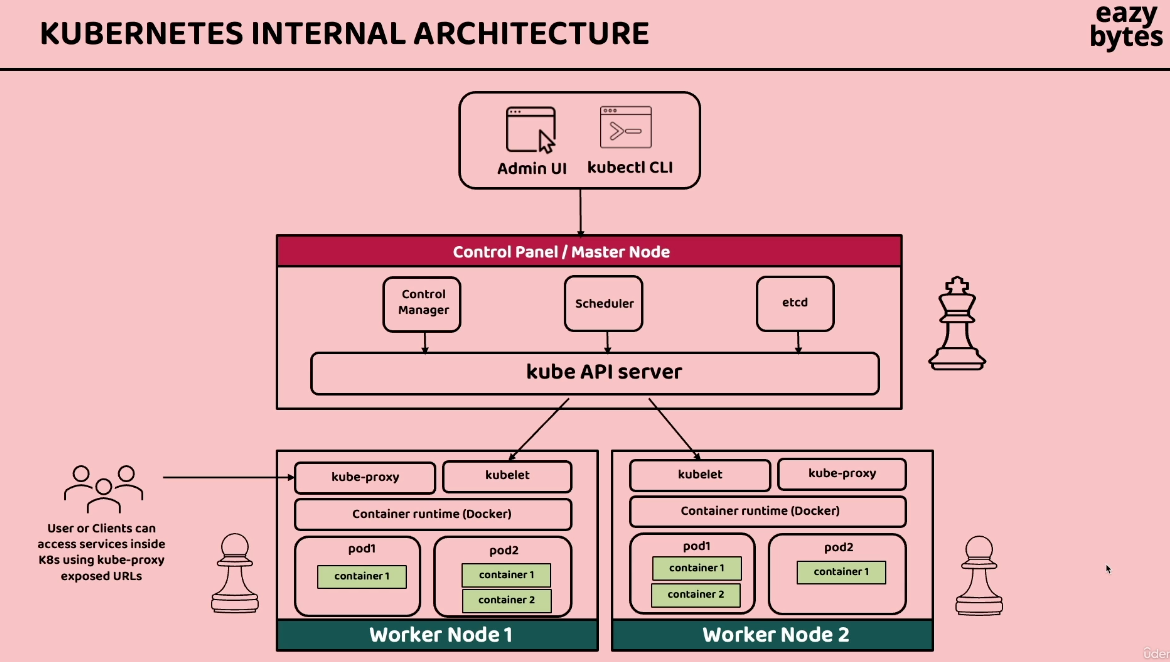 KUBERNETES INTERNAL ARCHITECTURE
eazy
bytes
Admin UI
kubectl CLI
Control Panel / Master Node
Control
Manager
Scheduler
etcd
kube API server
kube-proxy
kubelet
kubelet
kube-proxy
Container runtime (Docker)
Container runtime (Docker)
User or Clients can
access services inside
K8s using kube-proxy
exposed URLs
pod1
container 1
pod2
container 1
container 2
pod1
container 1
container 2
pod2
container 1
Worker Node 1
Worker Node 2